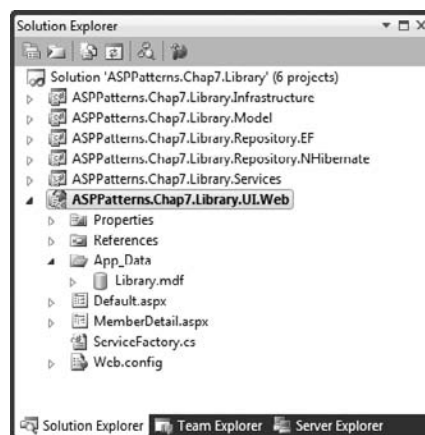 Solution Explorer
Solution 'ASPPatterns.Chap7.Library' (6 projects)
ASPPatterns.Chap7.Library.Infrastructure
ASPPatterns.Chap7.Library.Model
ASPPatterns.Chap7.Library.Repository.EF
ASPPatterns.Chap7.Library.Repository.NHibernate
ASPPatterns.Chap7.Library.Services
ASPPatterns.Chap7.Library.UI.Web
Properties
References
App_Data
Library.mdf
Default.aspx
MemberDetail.aspx
ServiceFactory.cs
Web.config
Solution Explorer Team Explorer Server Explorer